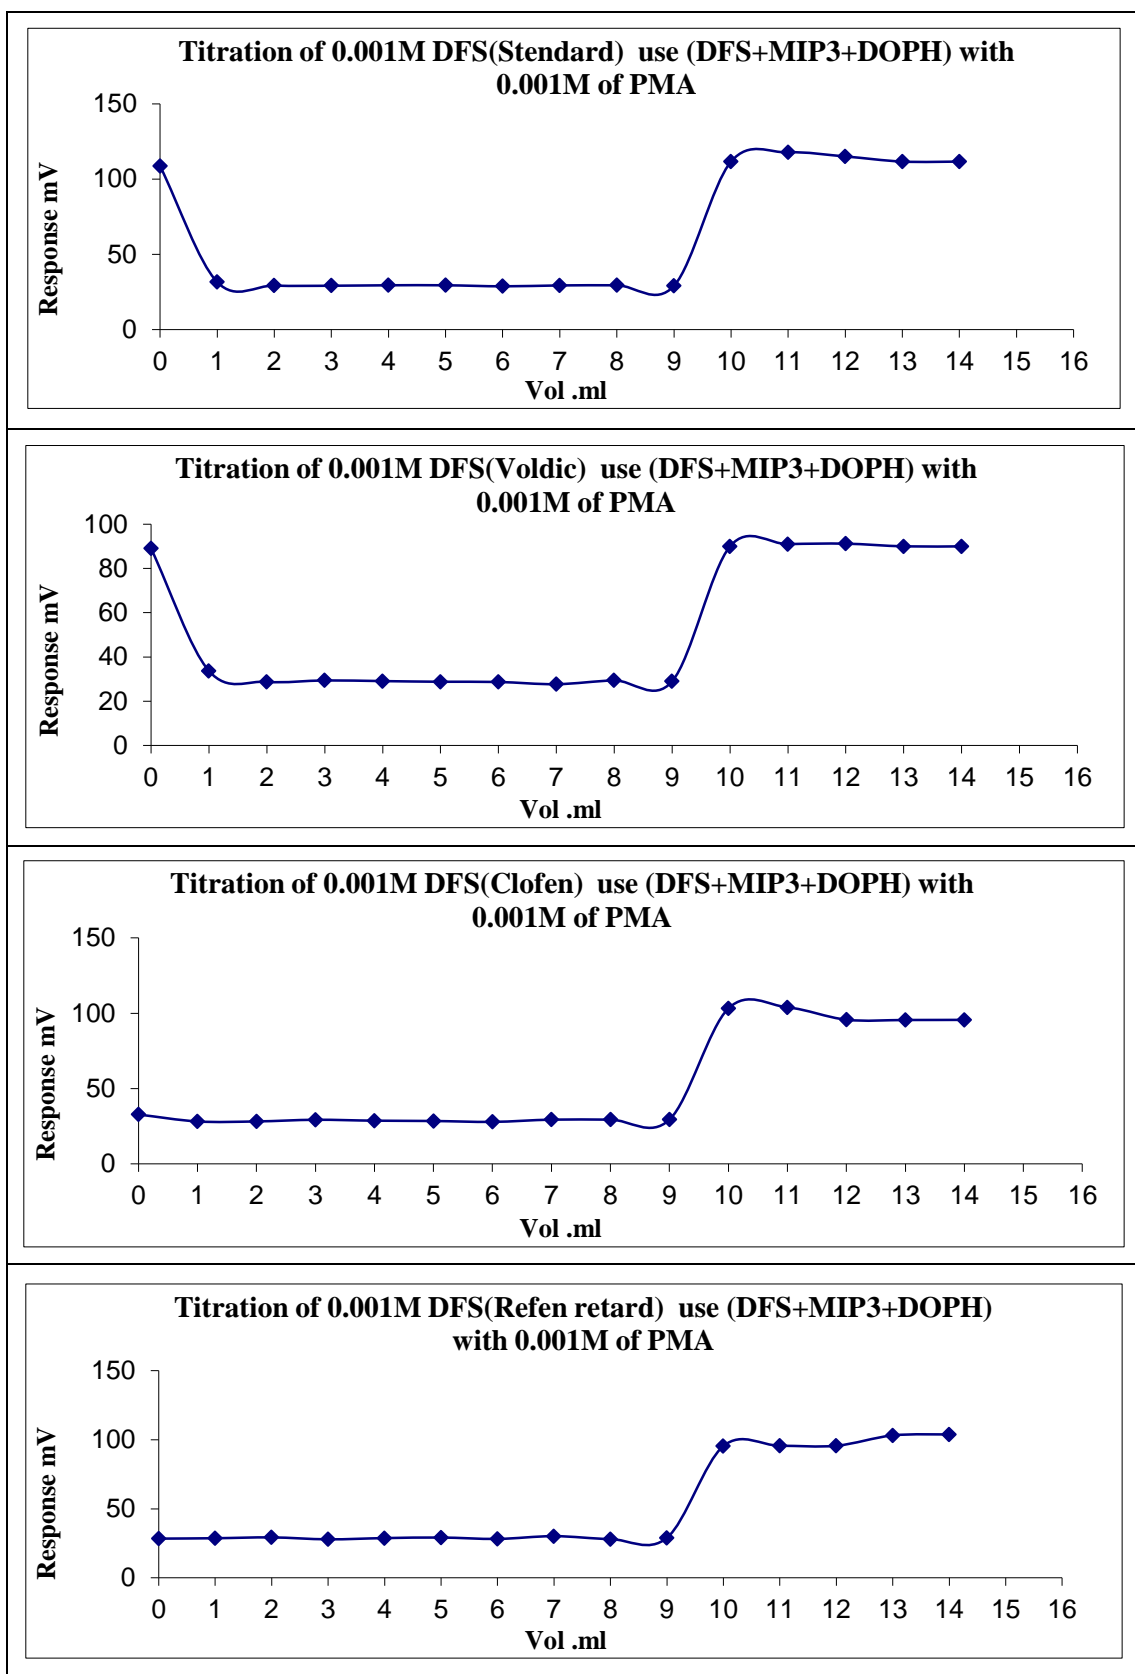 Titration of 0.001M DFS(Stendard) use (DFS+MIP3+DOPH) with
0.001M of PMA
150
100
50
0
Response mV
0 1 2 3 4 5 6 7 8 9 10 11 12 13 14 15 16
Vol .ml
Titration of 0.001M DFS(Voldic) use (DFS+MIP3+DOPH) with
0.001M of PMA
100
80
60
40
20
0
Response mV
0 1 2 3 4 5 6 7 8 9 10 11 12 13 14 15 16
Vol .ml
Titration of 0.001M DFS(Clofen) use (DFS+MIP3+DOPH) with
0.001M of PMA
150
100
50
0
Response mV
0 1 2 3 4 5 6 7 8 9 10 11 12 13 14 15 16
Vol .ml
Titration of 0.001M DFS(Refen retard) use (DFS+MIP3+DOPH)
with 0.001M of PMA
150
100
50
0
Response mV
0 1 2 3 4 5 6 7 8 9 10 11 12 13 14 15 16
Vol .ml